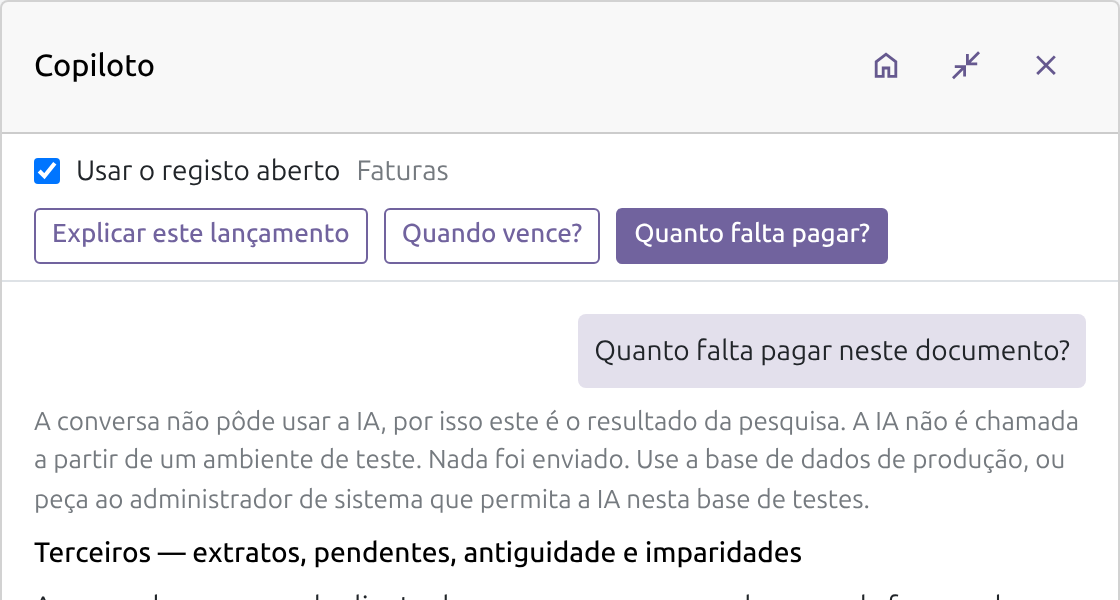 Copiloto
Usar o registo aberto Faturas
Explicar este lançamento Quando vence? Quanto falta pagar?
Quanto falta pagar neste documento?
A conversa não pôde usar a IA, por isso este é o resultado da pesquisa. A IA não é chamada
a partir de um ambiente de teste. Nada foi enviado. Use a base de dados de produção, ou
peça ao administrador de sistema que permita a IA nesta base de testes.
Terceiros — extratos, pendentes, antiguidade e imparidades